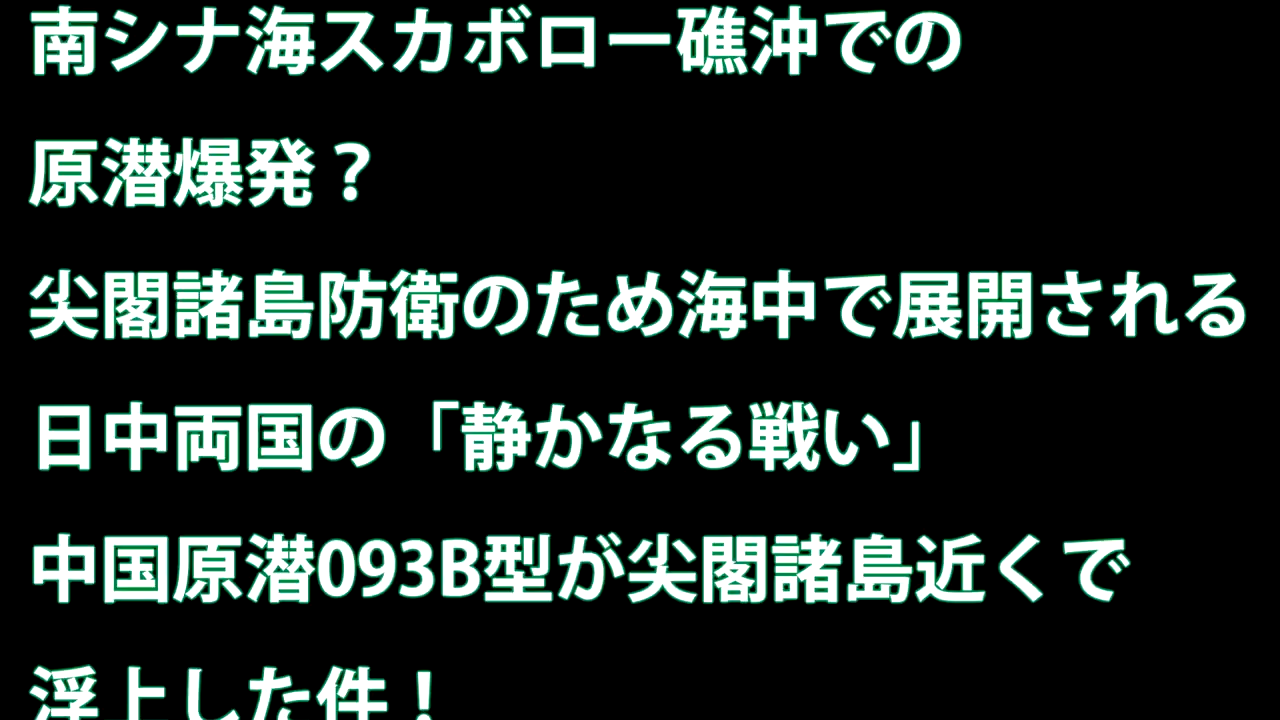 南シナ海スカボロー礁沖での
原潜爆発？
尖閣諸島防衛のため海中で展開される
日中両国の「静かなる戦い」
中国原潜093B型が尖閣諸島近くで
浮上した件！